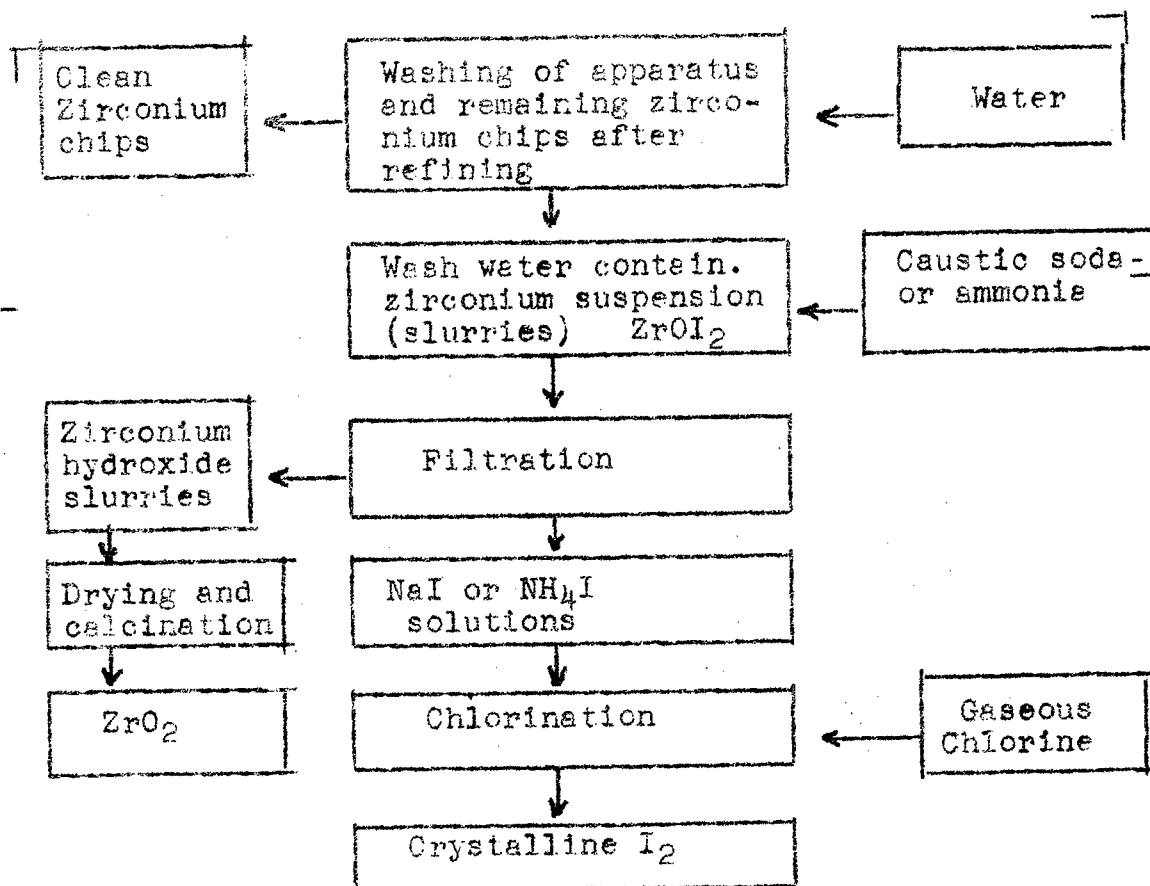 Clean
Zirconium
chips
Washing of apparatus
and remaining zirco-
nium chips after
refining
Water
Wash water contain.
zirconium suspension
(slurries) ZrOI₂
Caustic soda
or ammonia
Zirconium
hydroxide
slurries
Filtration
Drying and
calcination
NaI or NH₄I
solutions
ZrO₂
Chlorination
Gaseous
Chlorine
Crystalline I₂